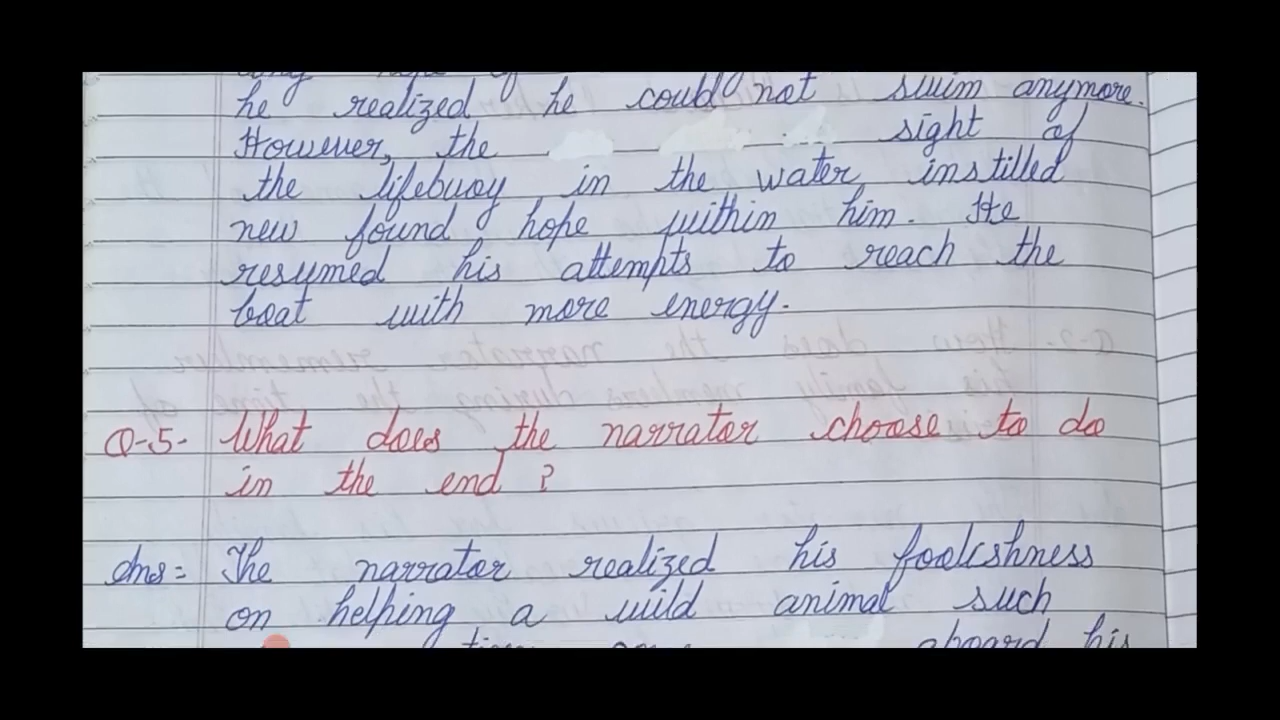 he realized he could not swim anymore.
However, the sight of
the lifebuoy in the water, instilled
new found hope within him. He
resumed his attempts to reach the
boat with more energy.
Q-5- What does the narrator choose to do
in the end ?
Ans = The narrator realized his foolishness
on helping a wild animal such
aboard his